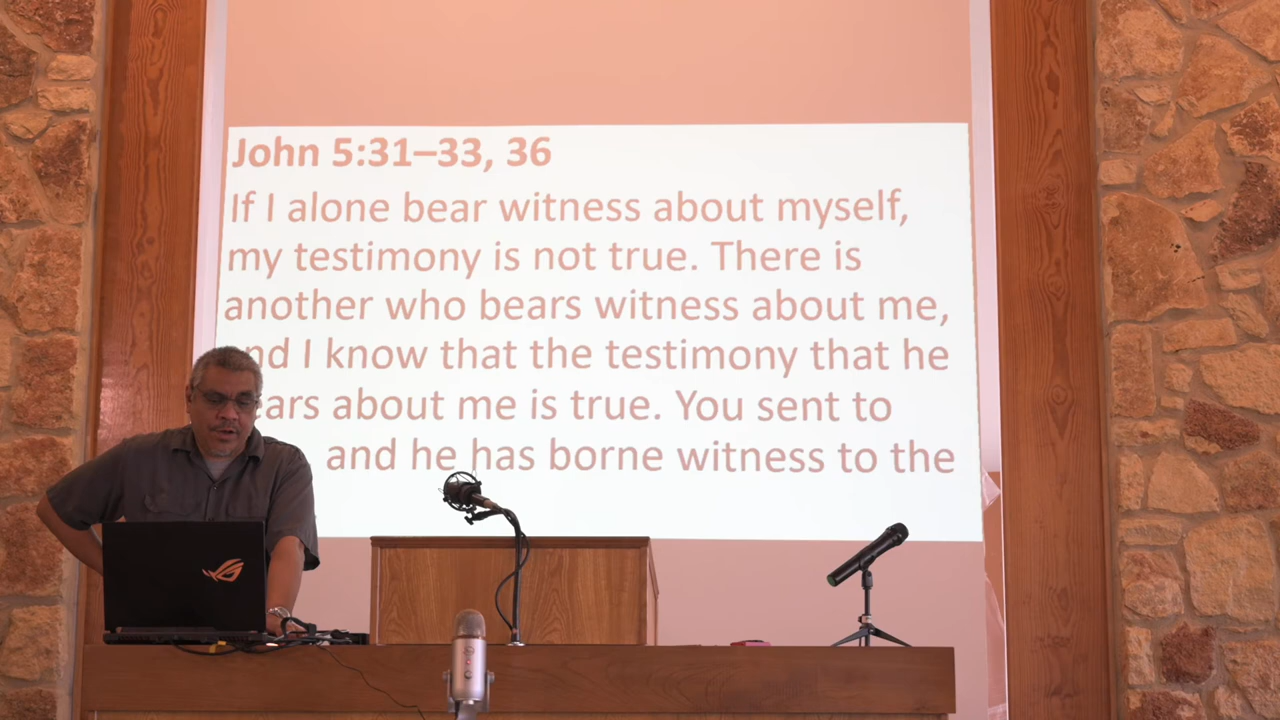 John 5:31–33, 36
If I alone bear witness about myself,
my testimony is not true. There is
another who bears witness about me,
nd I know that the testimony that he
ears about me is true. You sent to
and he has borne witness to the